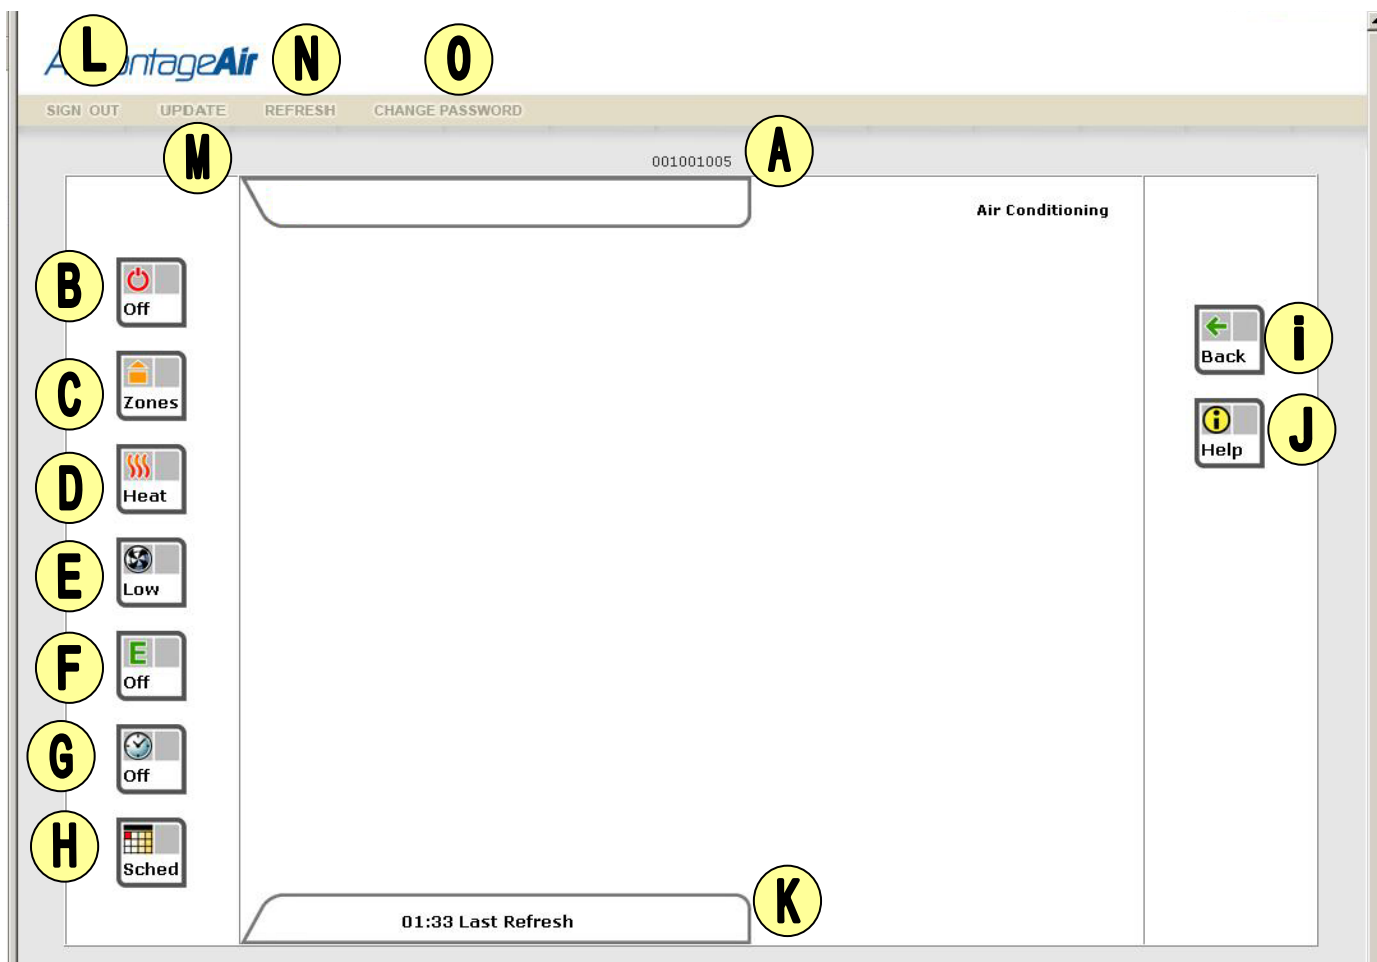 L N O
ntageAir
SIGN OUT UPDATE REFRESH CHANGE PASSWORD
M 001001005 A
Air Conditioning
B Off
C Zones
D Heat
E Low
F E Off
G Off
H Sched
Back i
Help J
01:33 Last Refresh K